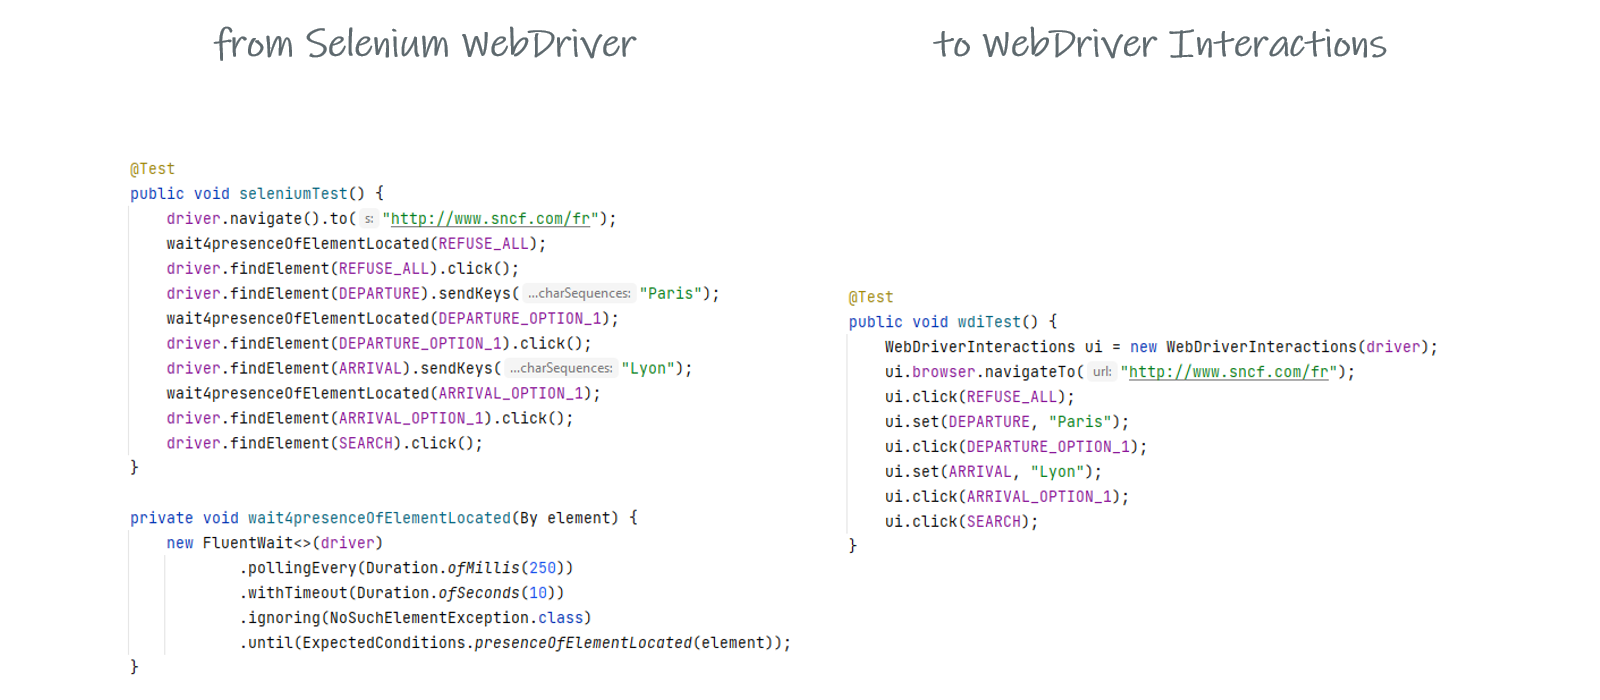 from Selenium WebDriver
to WebDriver Interactions
@Test
public void seleniumTest() {
driver.navigate().to( s: "http://www.sncf.com/fr");
wait4presenceOfElementLocated(REFUSE_ALL);
driver.findElement(REFUSE_ALL).click();
driver.findElement(DEPARTURE).sendKeys( ...charSequences: "Paris");
wait4presenceOfElementLocated(DEPARTURE_OPTION_1);
driver.findElement(DEPARTURE_OPTION_1).click();
driver.findElement(ARRIVAL).sendKeys( ...charSequences: "Lyon");
wait4presenceOfElementLocated(ARRIVAL_OPTION_1);
driver.findElement(ARRIVAL_OPTION_1).click();
driver.findElement(SEARCH).click();
}
private void wait4presenceOfElementLocated(By element) {
new FluentWait<>(driver)
.pollingEvery(Duration.ofMillis(250))
.withTimeout(Duration.ofSeconds(10))
.ignoring(NoSuchElementException.class)
.until(ExpectedConditions.presenceOfElementLocated(element));
}
@Test
public void wdiTest() {
WebDriverInteractions ui = new WebDriverInteractions(driver);
ui.browser.navigateTo( url: "http://www.sncf.com/fr");
ui.click(REFUSE_ALL);
ui.set(DEPARTURE, "Paris");
ui.click(DEPARTURE_OPTION_1);
ui.set(ARRIVAL, "Lyon");
ui.click(ARRIVAL_OPTION_1);
ui.click(SEARCH);
}